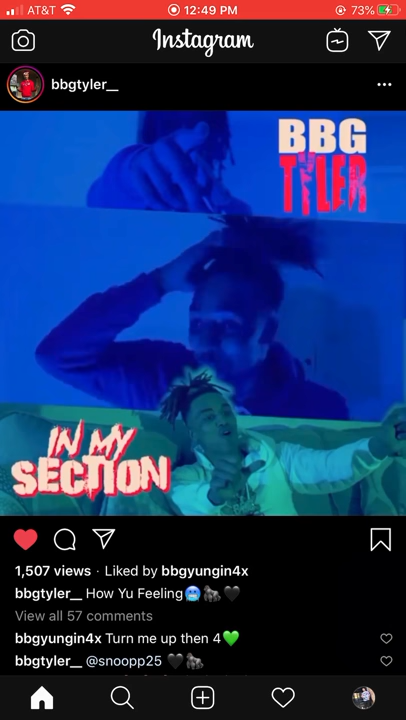 AT&T 12:49 PM 73%
Instagram
bbgtyler__
BBG
TYLER
IN MY
SECTION
1,507 views · Liked by bbgyungin4x
bbgtyler__ How Yu Feeling🥶🦍🖤
View all 57 comments
bbgyungin4x Turn me up then 4💚
bbgtyler__ @snoopp25 🖤🦍